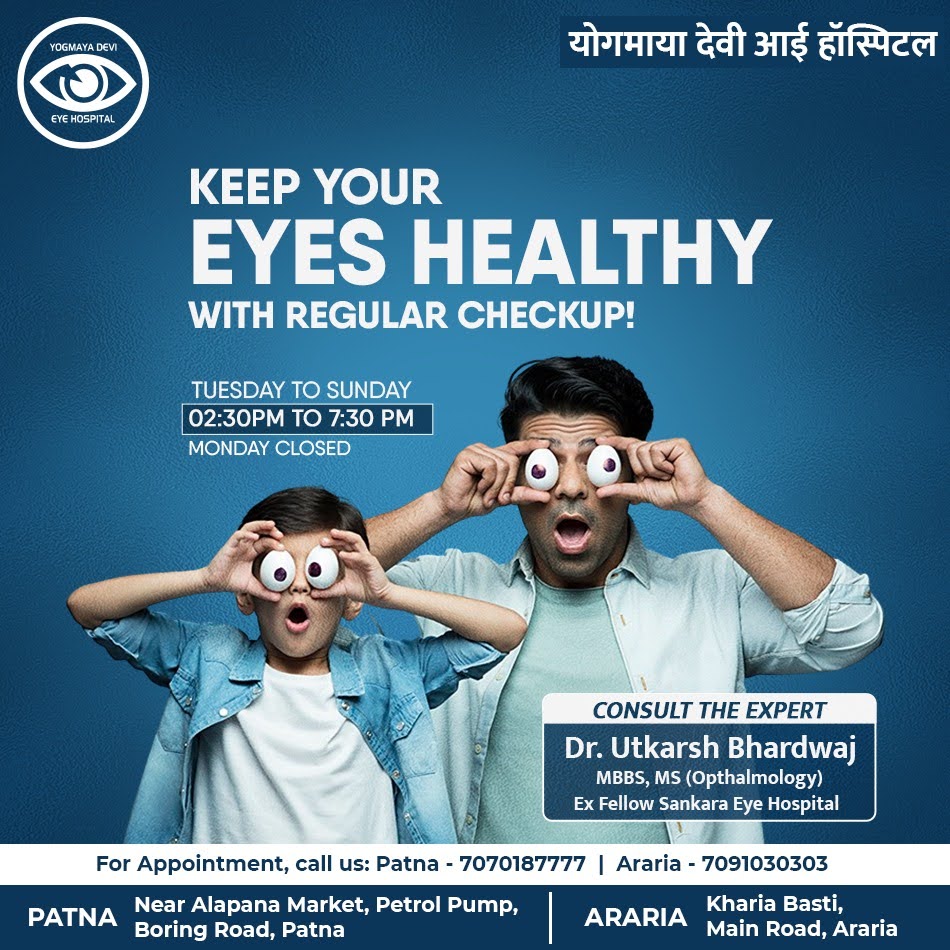 YOGMAYA DEVI
EYE HOSPITAL
योगमाया देवी आई हॉस्पिटल
KEEP YOUR
EYES HEALTHY
WITH REGULAR CHECKUP!
TUESDAY TO SUNDAY
02:30PM TO 7:30 PM
MONDAY CLOSED
CONSULT THE EXPERT
Dr. Utkarsh Bhardwaj
MBBS, MS (Opthalmology)
Ex Fellow Sankara Eye Hospital
For Appointment, call us: Patna - 7070187777 | Araria - 7091030303
PATNA
Near Alapana Market, Petrol Pump,
Boring Road, Patna
ARARIA
Kharia Basti,
Main Road, Araria